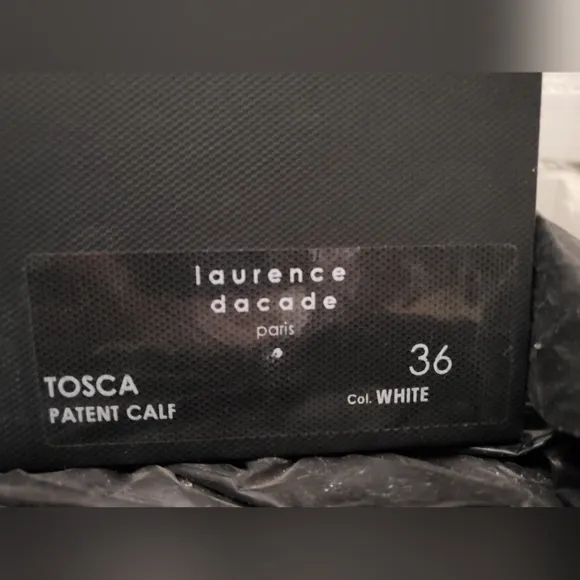 laurence
dacade
paris
36
TOSCA
Col. WHITE
PATENT CALF